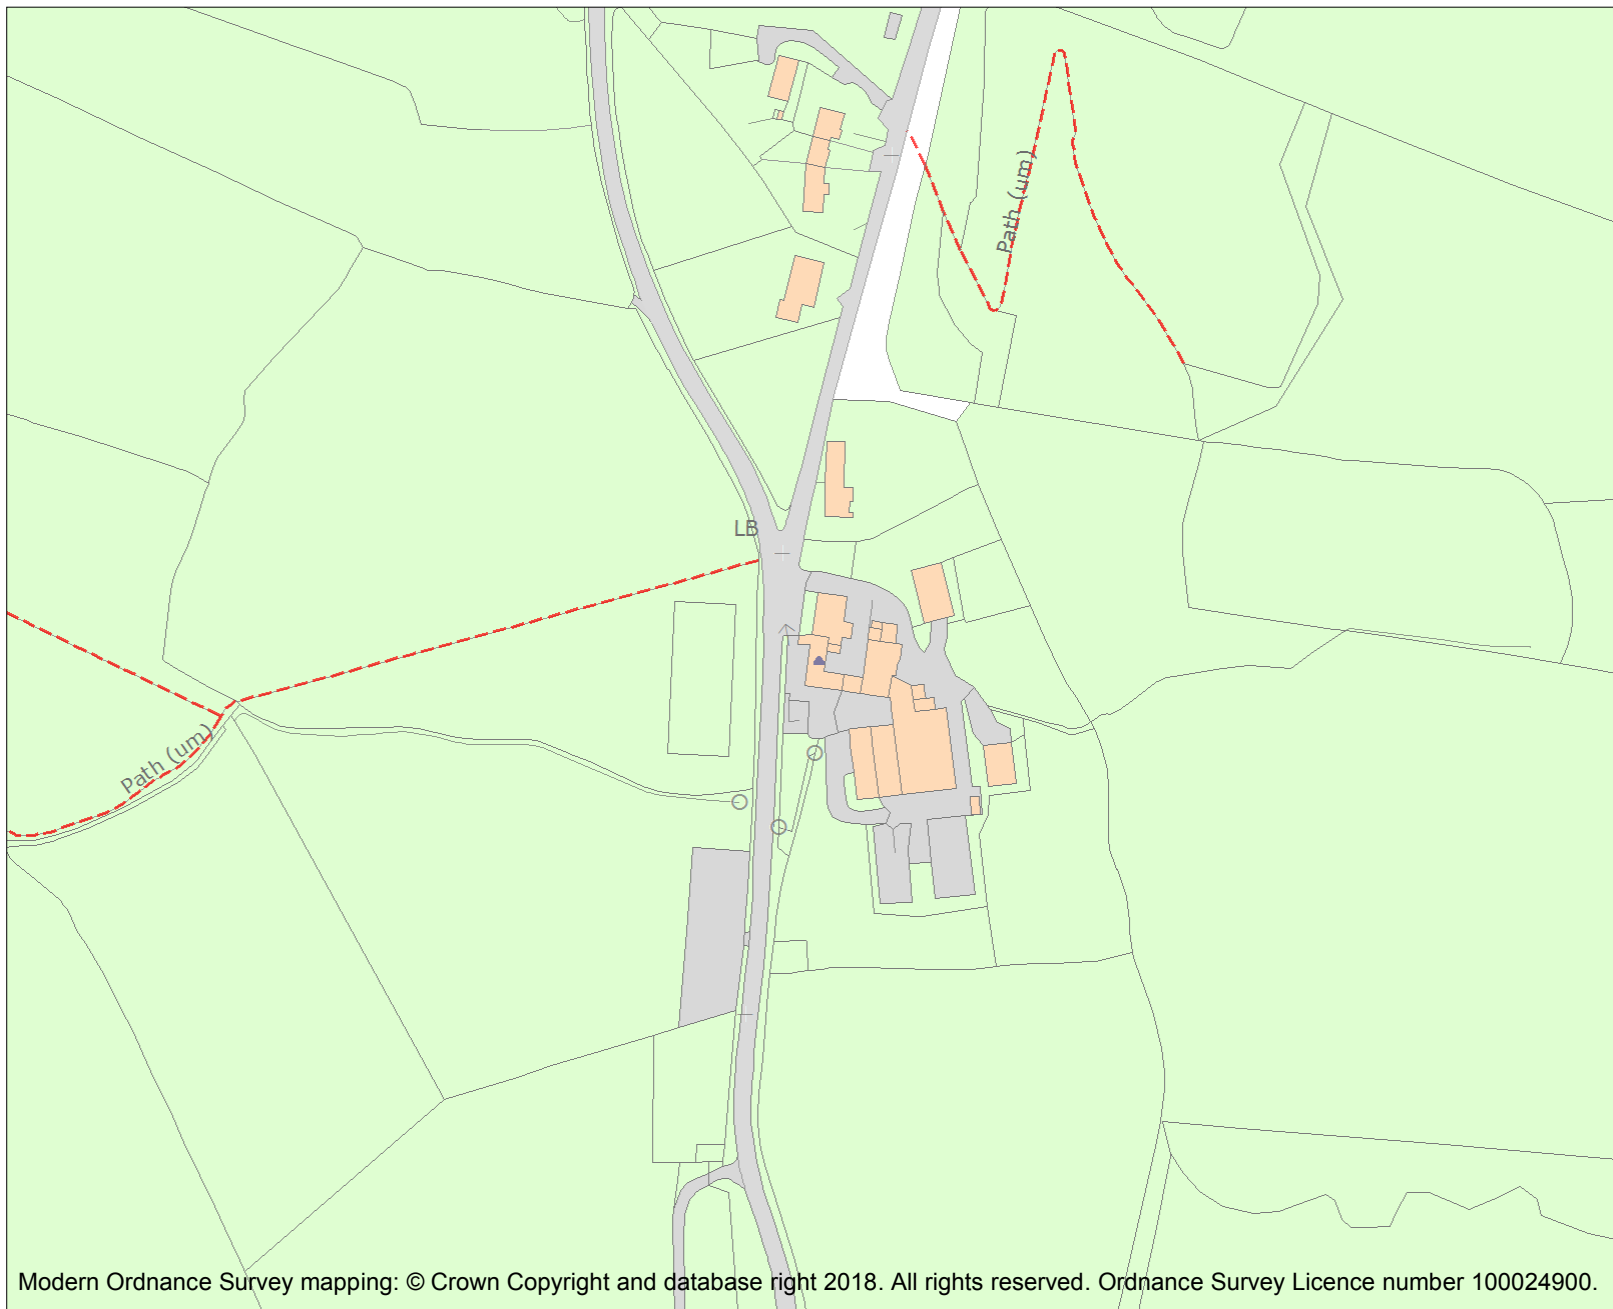 Path (um)
LB
Path (um)
Modern Ordnance Survey mapping: © Crown Copyright and database right 2018. All rights reserved. Ordnance Survey Licence number 100024900.